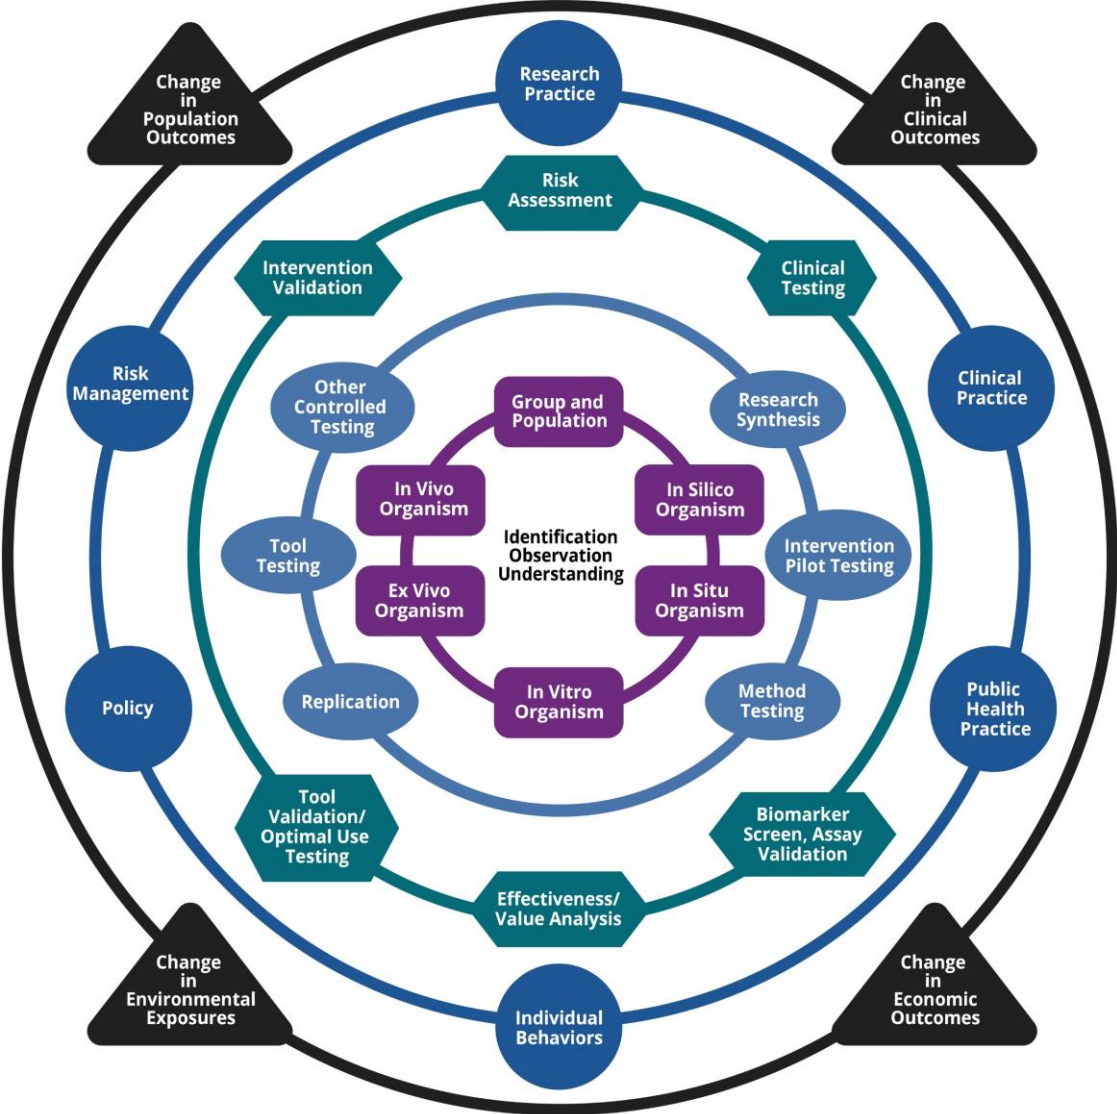 Change
in
Population
Outcomes
Research
Practice
Change
in
Clinical
Outcomes
Risk
Assessment
Intervention
Validation
Clinical
Testing
Risk
Management
Other
Controlled
Testing
Group and
Population
Research
Synthesis
Clinical
Practice
In Vivo
Organism
In Silico
Organism
Tool
Testing
Identification
Observation
Understanding
Intervention
Pilot Testing
Ex Vivo
Organism
In Situ
Organism
Policy
Replication
In Vitro
Organism
Method
Testing
Public
Health
Practice
Tool
Validation/
Optimal Use
Testing
Biomarker
Screen, Assay
Validation
Effectiveness/
Value Analysis
Change
in
Environmental
Exposures
Individual
Behaviors
Change
in
Economic
Outcomes